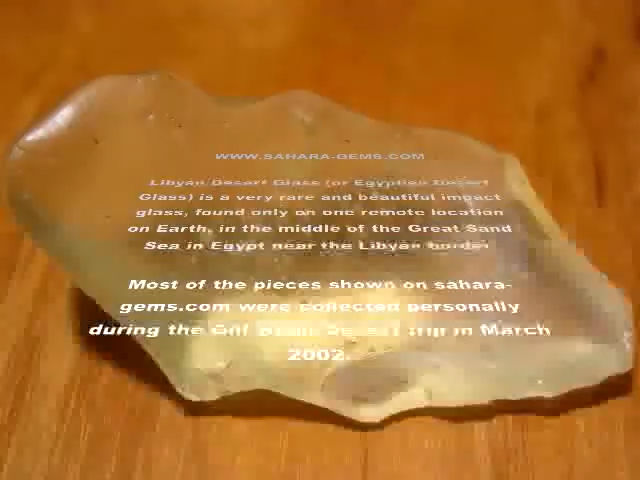 WWW.SAHARA-GEMS.COM
Libyan Desert Glass (or Egyptian Desert
Glass) is a very rare and beautiful impact
glass, found only on one remote location
on Earth, in the middle of the Great Sand
Sea in Egypt near the Libyan border
Most of the pieces shown on sahara-
gems.com were collected personally
during the Gilf Desert trip in March
2002.